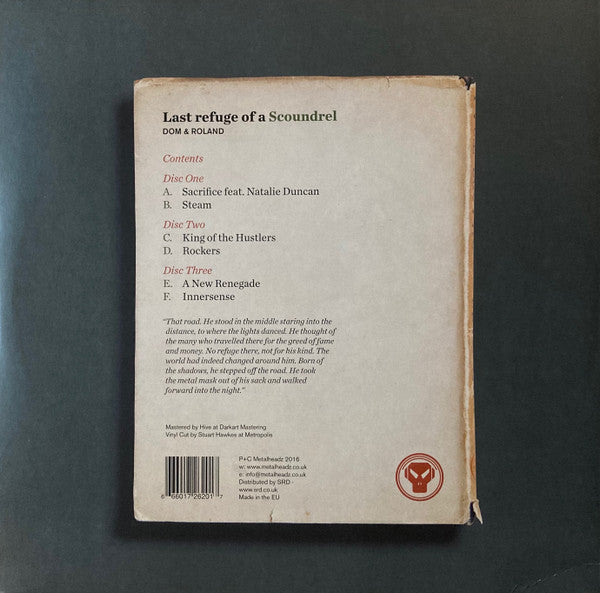 Last refuge of a Scoundrel
DOM & ROLAND
Contents
Disc One
A. Sacrifice feat. Natalie Duncan
B. Steam
Disc Two
C. King of the Hustlers
D. Rockers
Disc Three
E. A New Renegade
F. Innersense
"That road. He stood in the middle staring into the
distance, to where the lights danced. He thought of
the many who travelled there for the greed of fame
and money. No refuge there, not for his kind. The
world had indeed changed around him. Born of
the shadows, he stepped off the road. He took
the metal mask out of his sack and walked
forward into the night."
Mastered by Hive at Darkart Mastering
Vinyl Cut by Stuart Hawkes at Metropolis
P+C Metalheadz 2016
w: www.metalheadz.co.uk
e: info@metalheadz.co.uk
Distributed by SRD -
www.srd.co.uk
Made in the EU
6 66017 28201 7